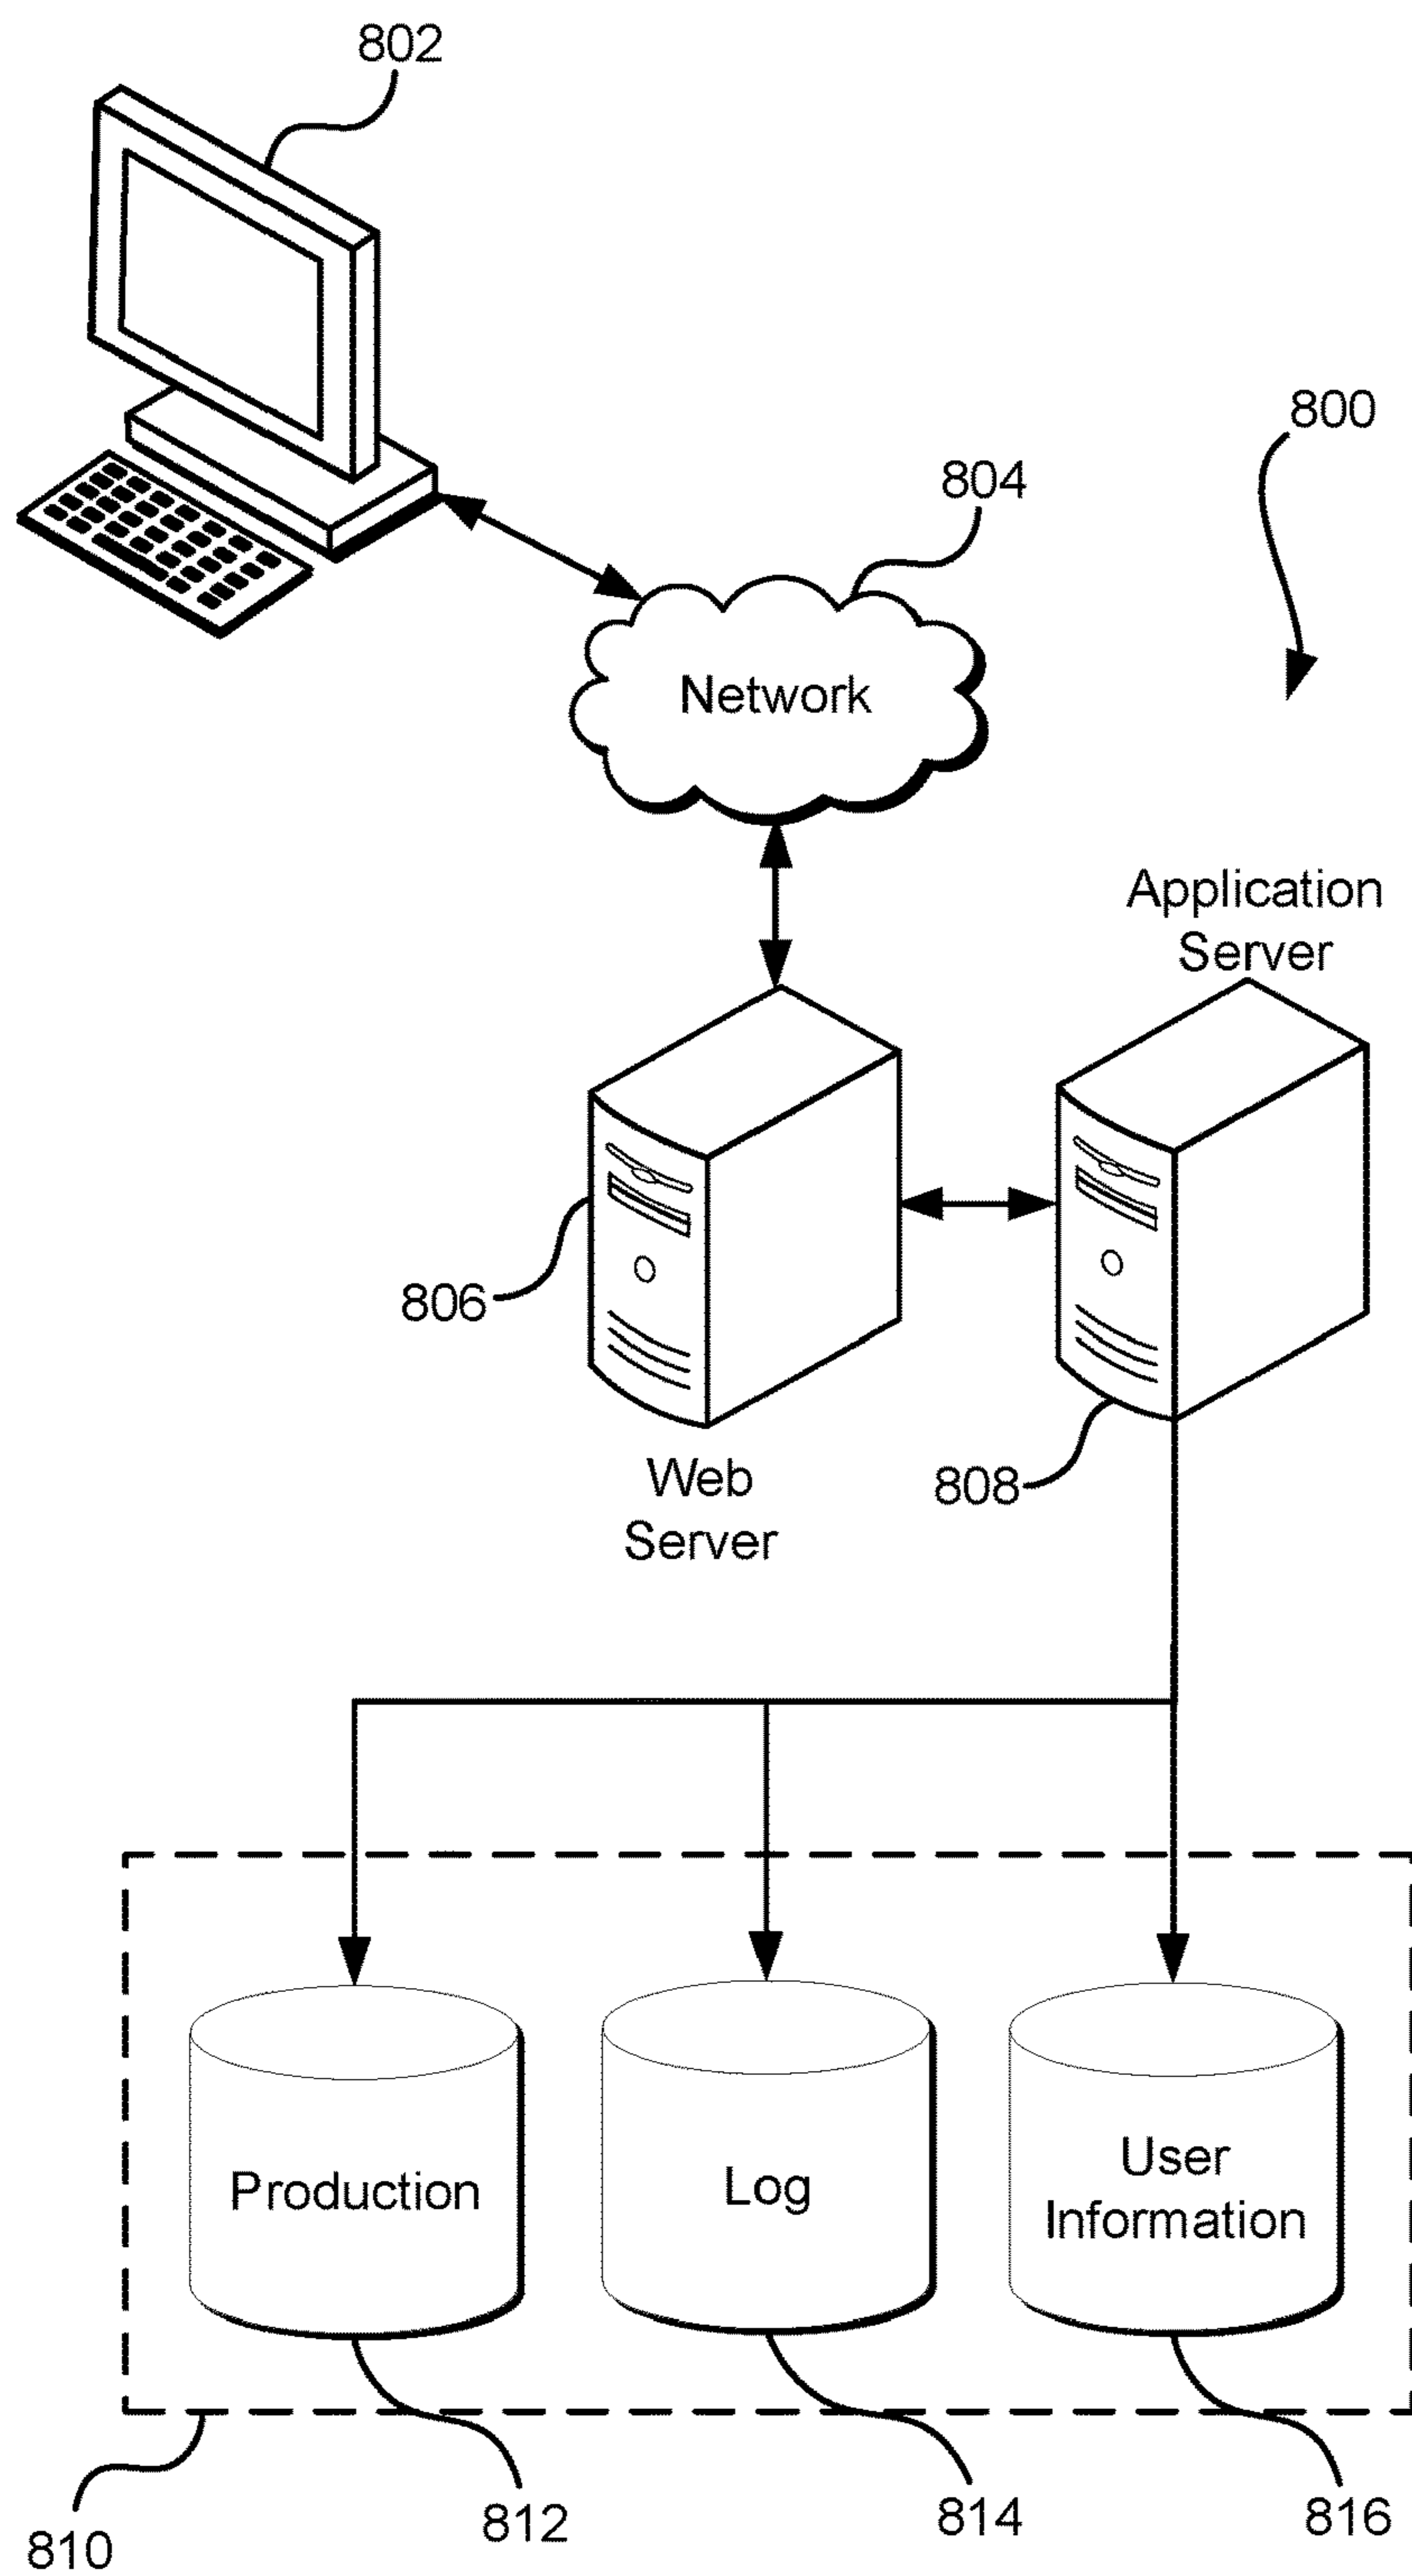 802
800
804
Network
Application
Server
806
808
Web
Server
Production
Log
User
Information
810
812
814
816